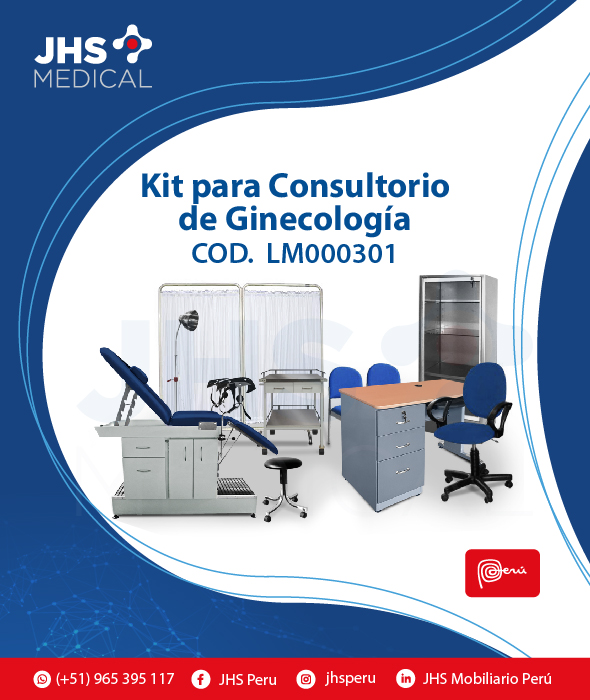 JHS
MEDICAL
Kit para Consultorio
de Ginecología
COD. LM000301
JHS
Perú
(+51) 965 395 117
JHS Peru
jhsperu
JHS Mobiliario Perú